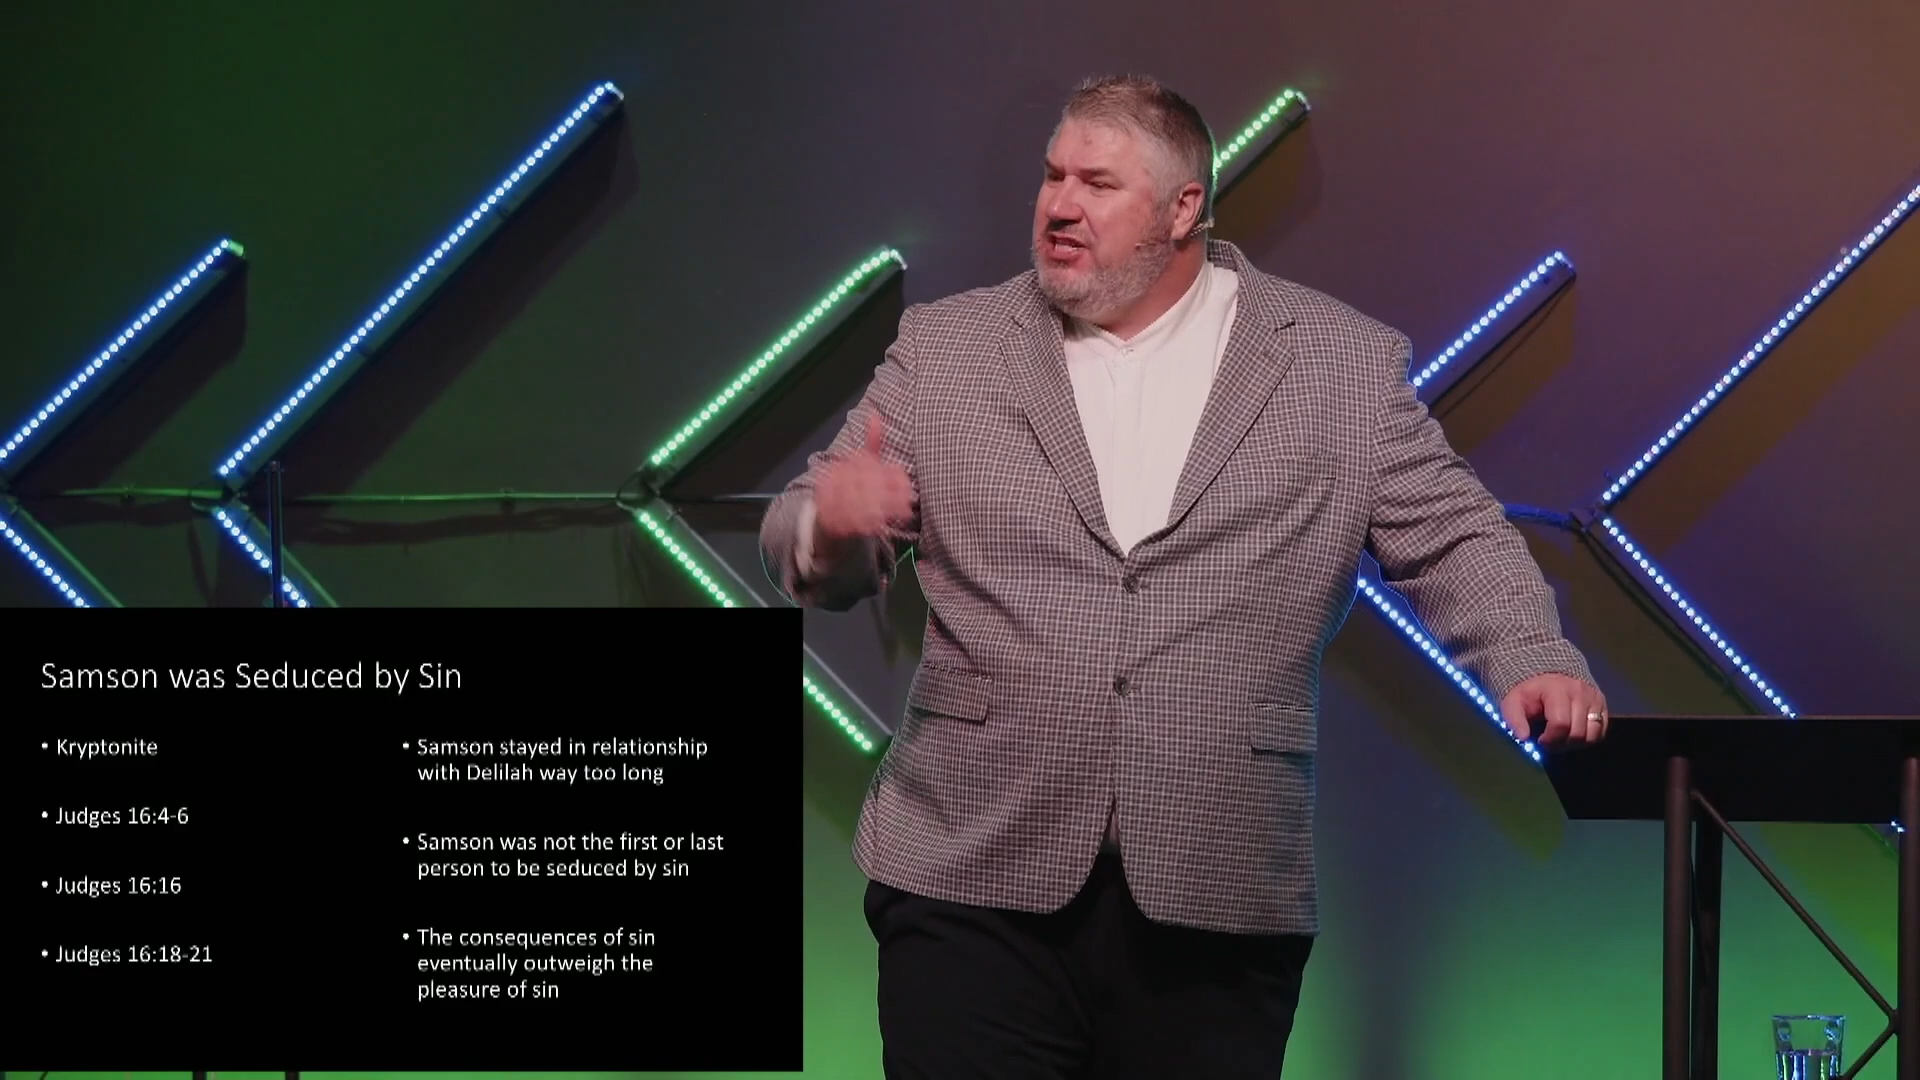 Samson was Seduced by Sin
• Kryptonite
• Judges 16:4-6
• Judges 16:16
• Judges 16:18-21
• Samson stayed in relationship
with Delilah way too long
• Samson was not the first or last
person to be seduced by sin
• The consequences of sin
eventually outweigh the
pleasure of sin